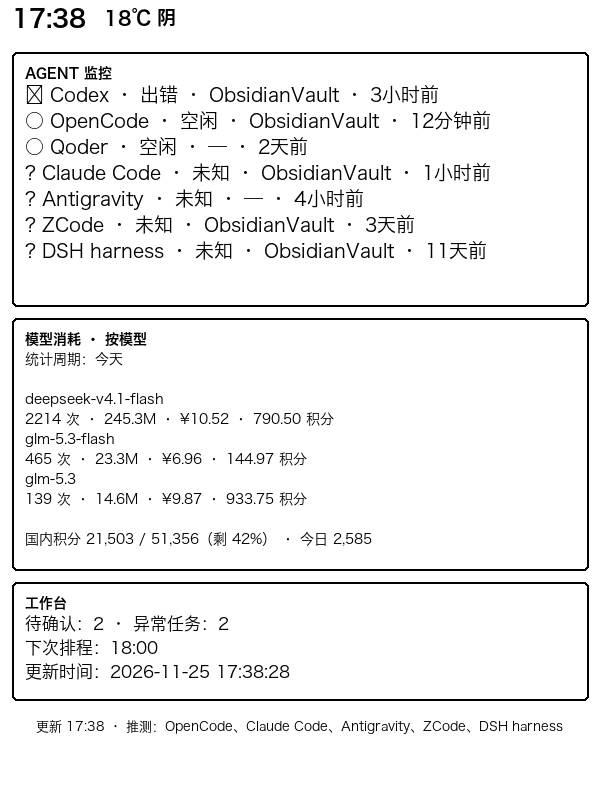 17:38 18℃ 阴
AGENT 监控
☒ Codex · 出错 · ObsidianVault · 3小时前
○ OpenCode · 空闲 · ObsidianVault · 12分钟前
○ Qoder · 空闲 · — · 2天前
? Claude Code · 未知 · ObsidianVault · 1小时前
? Antigravity · 未知 · — · 4小时前
? ZCode · 未知 · ObsidianVault · 3天前
? DSH harness · 未知 · ObsidianVault · 11天前
模型消耗 · 按模型
统计周期：今天
deepseek-v4.1-flash
2214 次 · 245.3M · ¥10.52 · 790.50 积分
glm-5.3-flash
465 次 · 23.3M · ¥6.96 · 144.97 积分
glm-5.3
139 次 · 14.6M · ¥9.87 · 933.75 积分
国内积分 21,503 / 51,356（剩 42%） · 今日 2,585
工作台
待确认：2 · 异常任务：2
下次排程：18:00
更新时间：2026-11-25 17:38:28
更新 17:38 · 推测：OpenCode、Claude Code、Antigravity、ZCode、DSH harness